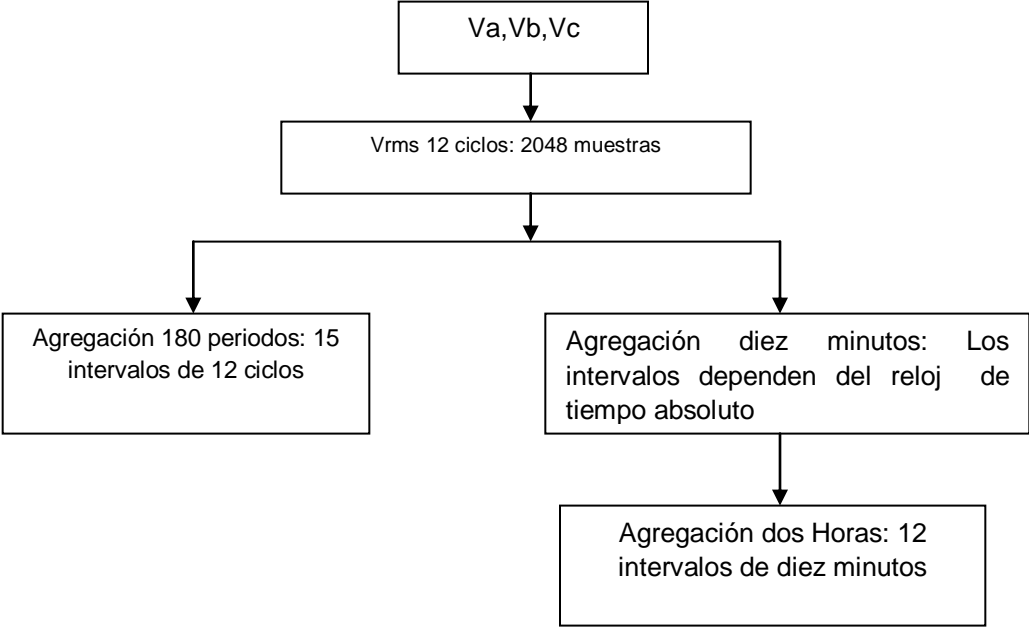 Va,Vb,Vc
Vrms 12 ciclos: 2048 muestras
Agregación 180 periodos: 15
intervalos de 12 ciclos
Agregación diez minutos: Los
intervalos dependen del reloj de
tiempo absoluto
Agregación dos Horas: 12
intervalos de diez minutos